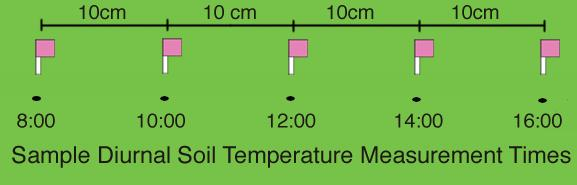 10cm 10 cm 10cm 10cm
8:00 10:00 12:00 14:00 16:00
Sample Diurnal Soil Temperature Measurement Times